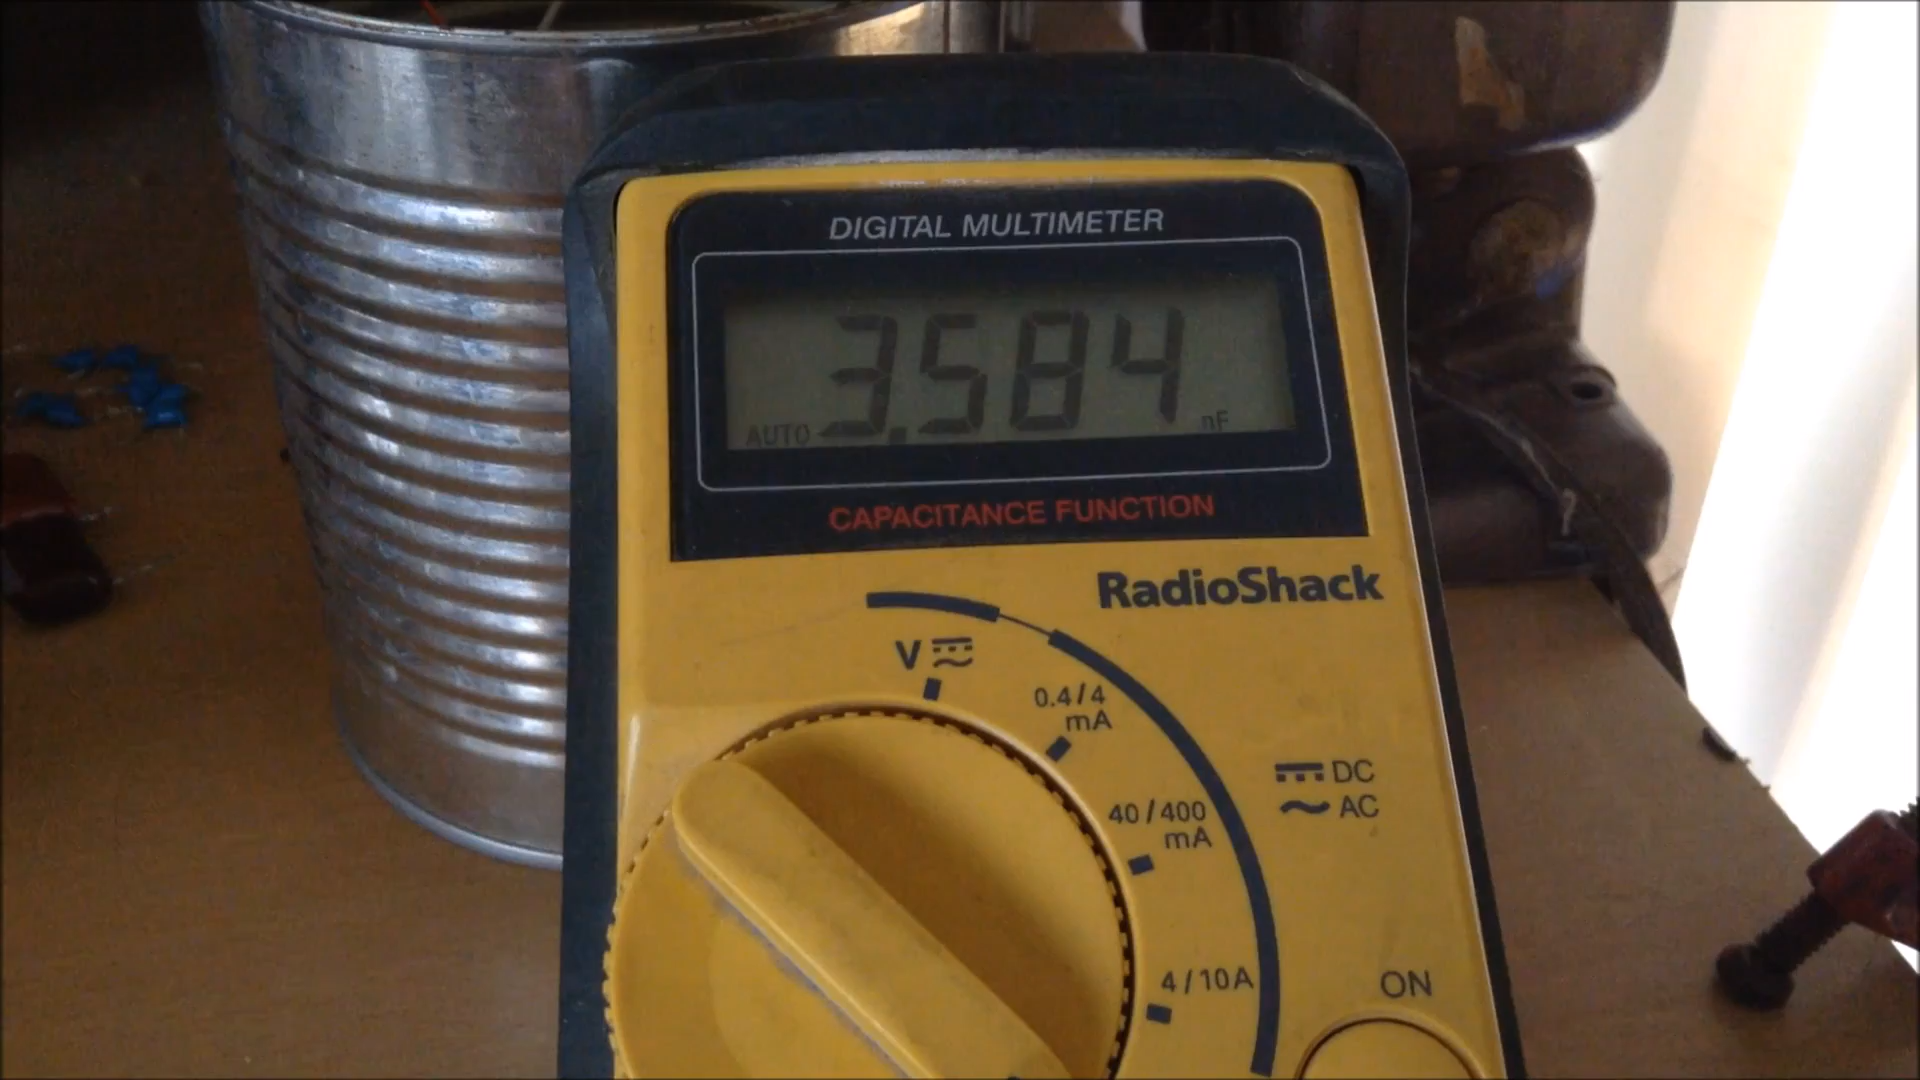 DIGITAL MULTIMETER
3.584
AUTO
nF
CAPACITANCE FUNCTION
RadioShack
V
0.4/4
mA
40/400
mA
DC
AC
4/10A
ON